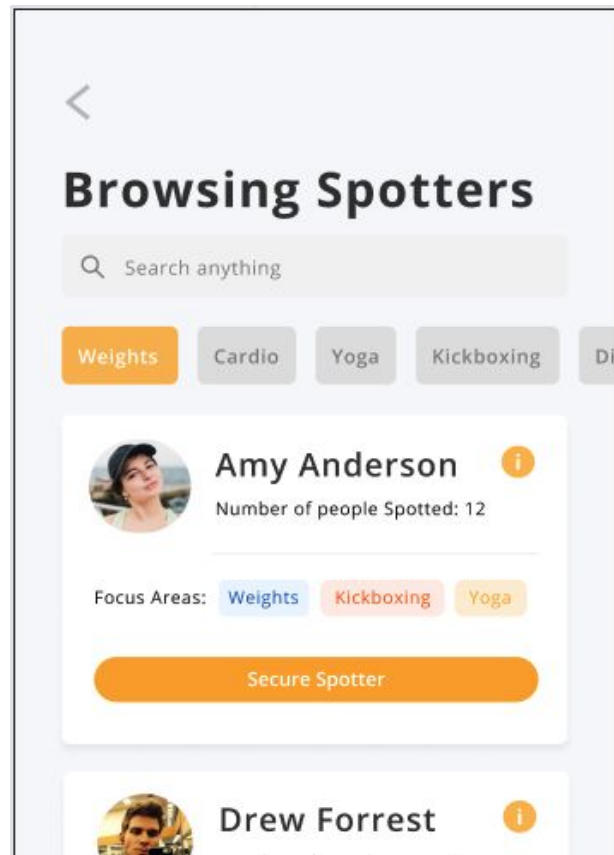 Browsing Spotters
Search anything
Weights Cardio Yoga Kickboxing Di
Amy Anderson i
Number of people Spotted: 12
Focus Areas: Weights Kickboxing Yoga
Secure Spotter
Drew Forrest i